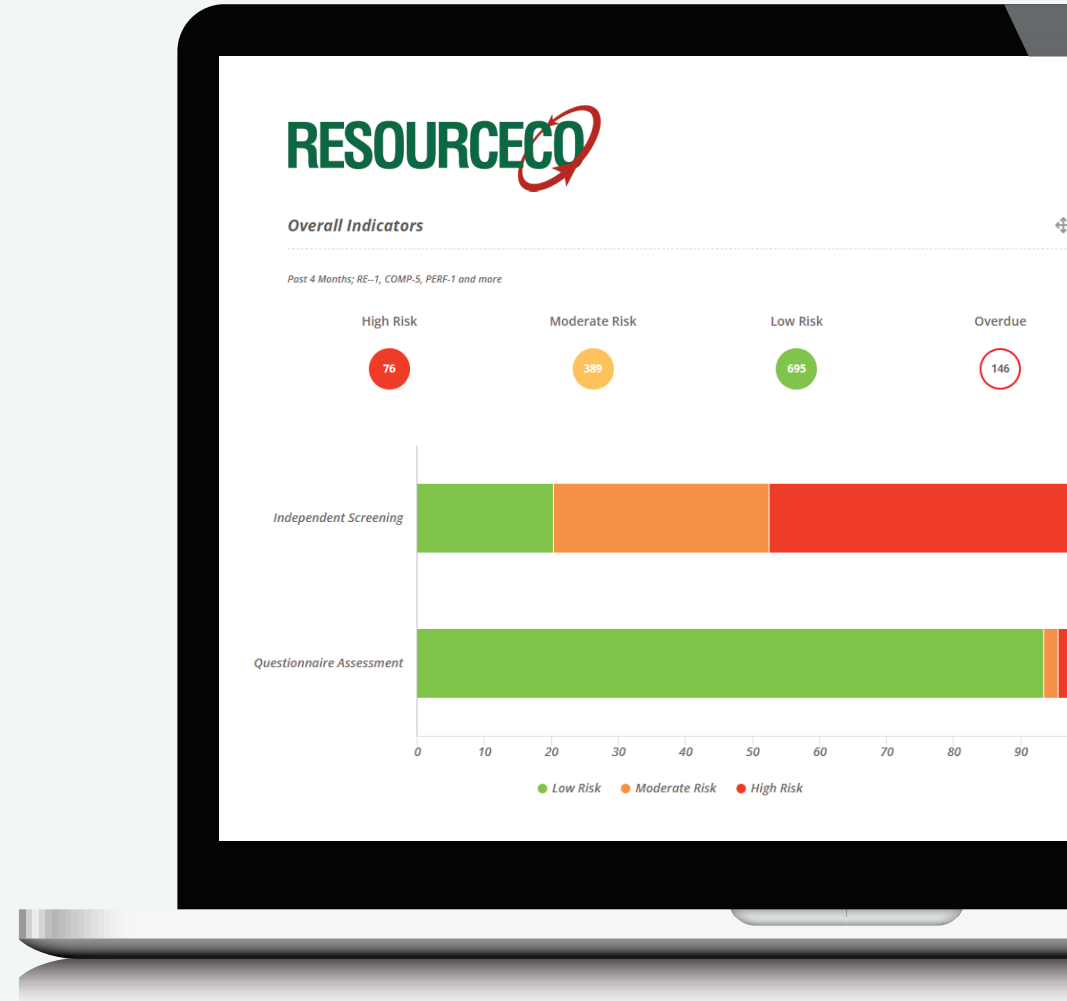 RESOURCECO
Overall Indicators
Past 4 Months; RE--1, COMP-5, PERF-1 and more
High Risk Moderate Risk Low Risk Overdue
76 389 695 146
Independent Screening
Questionnaire Assessment
0 10 20 30 40 50 60 70 80 90
Low Risk Moderate Risk High Risk